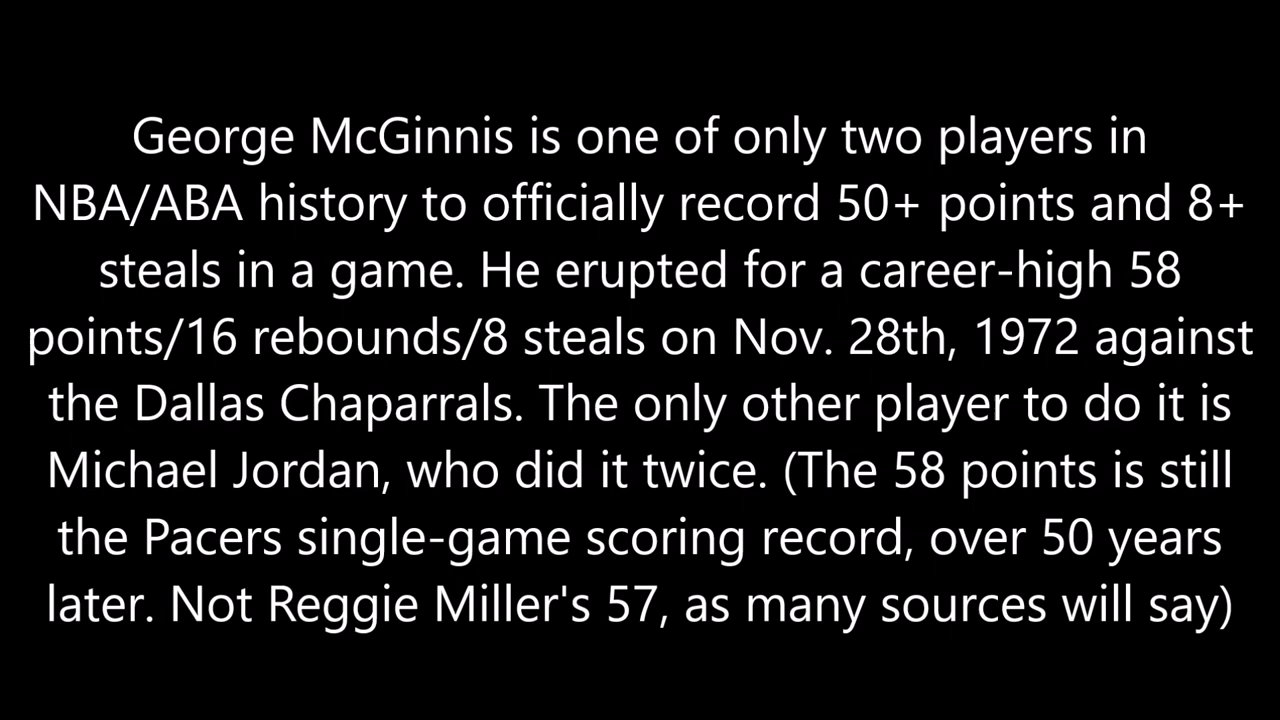 George McGinnis is one of only two players in
NBA/ABA history to officially record 50+ points and 8+
steals in a game. He erupted for a career-high 58
points/16 rebounds/8 steals on Nov. 28th, 1972 against
the Dallas Chaparrals. The only other player to do it is
Michael Jordan, who did it twice. (The 58 points is still
the Pacers single-game scoring record, over 50 years
later. Not Reggie Miller's 57, as many sources will say)